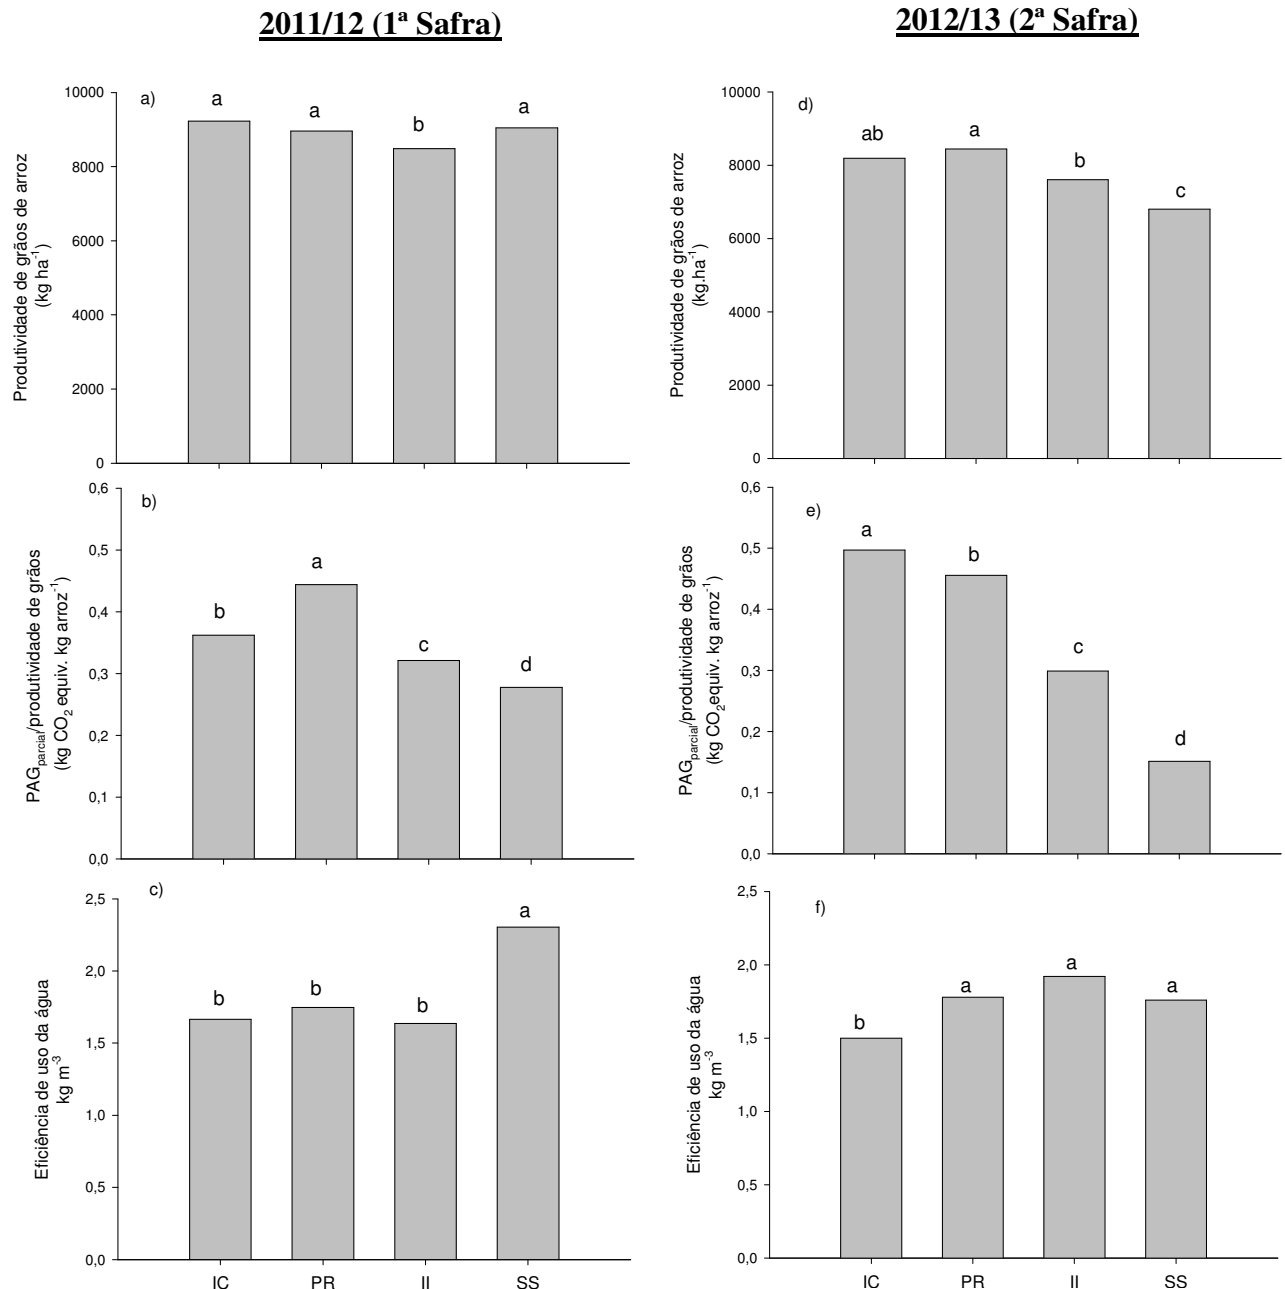 2011/12 (1ª Safra)
2012/13 (2ª Safra)
a)
Produtividade de grãos de arroz
(kg ha-1)
10000
8000
6000
4000
2000
0
a
a
b
a
d)
Produtividade de grãos de arroz
(kg.ha-1)
10000
8000
6000
4000
2000
0
ab
a
b
c
b)
PAGparcial/produtividade de grãos
(kg CO2 equiv. kg arroz-1)
0,6
0,5
0,4
0,3
0,2
0,1
0,0
b
a
c
d
e)
PAGparcial/produtividade de grãos
(kg CO2equiv. kg arroz-1)
0,6
0,5
0,4
0,3
0,2
0,1
0,0
a
b
c
d
c)
Eficiência de uso da água
kg m-3
2,5
2,0
1,5
1,0
0,5
0,0
b
b
b
a
IC PR II SS
f)
Eficiência de uso da água
kg m-3
2,5
2,0
1,5
1,0
0,5
0,0
b
a
a
a
IC PR II SS